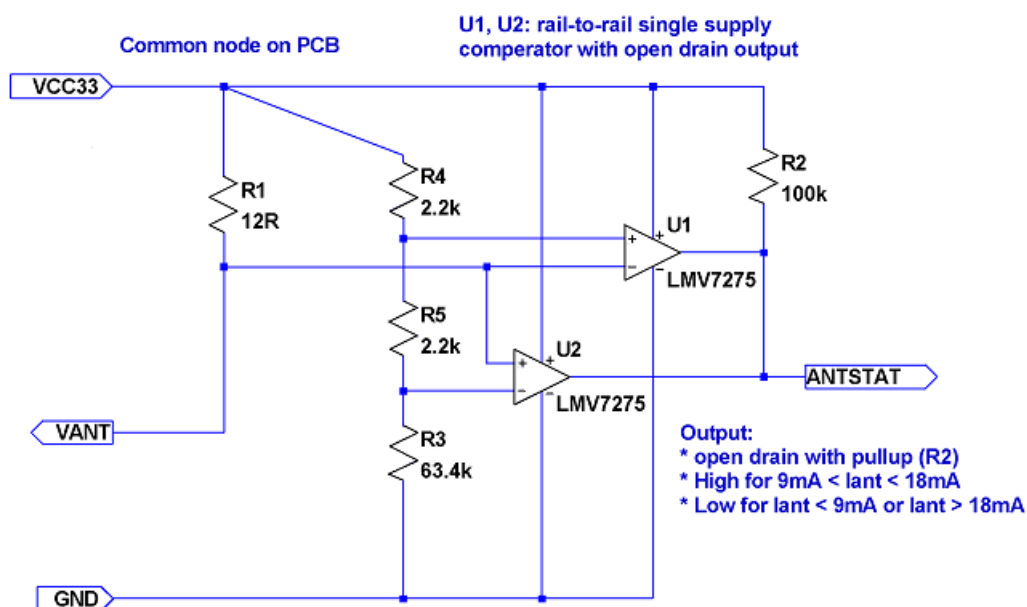 U1, U2: rail-to-rail single supply
comperator with open drain output
Common node on PCB
VCC33
R1
12R
R4
2.2k
R2
100k
+
U1
+
-
-
LMV7275
R5
2.2k
U2
+
+
-
-
LMV7275
ANTSTAT
VANT
R3
63.4k
Output:
* open drain with pullup (R2)
* High for 9mA < Iant < 18mA
* Low for Iant < 9mA or Iant > 18mA
GND